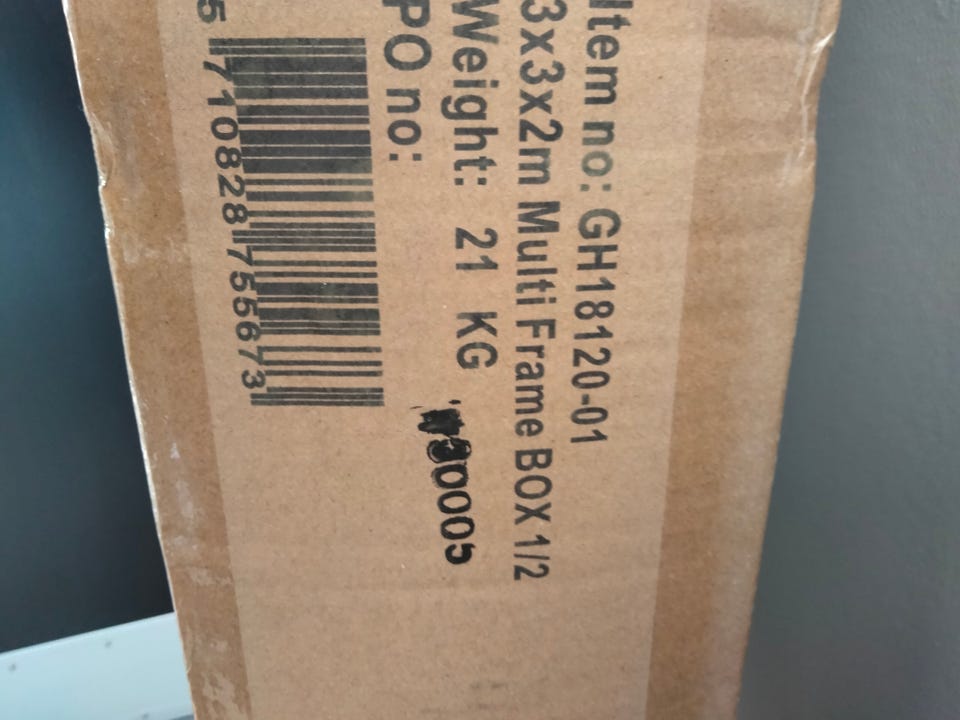 Item no: GH18120-01
3x3x2m Multi Frame BOX 1/2
Weight: 21 KG
PO no:
5 710828 755673